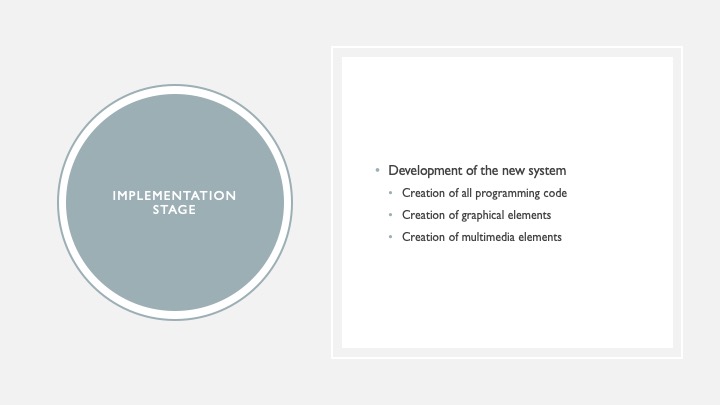 IMPLEMENTATION
STAGE
• Development of the new system
• Creation of all programming code
• Creation of graphical elements
• Creation of multimedia elements